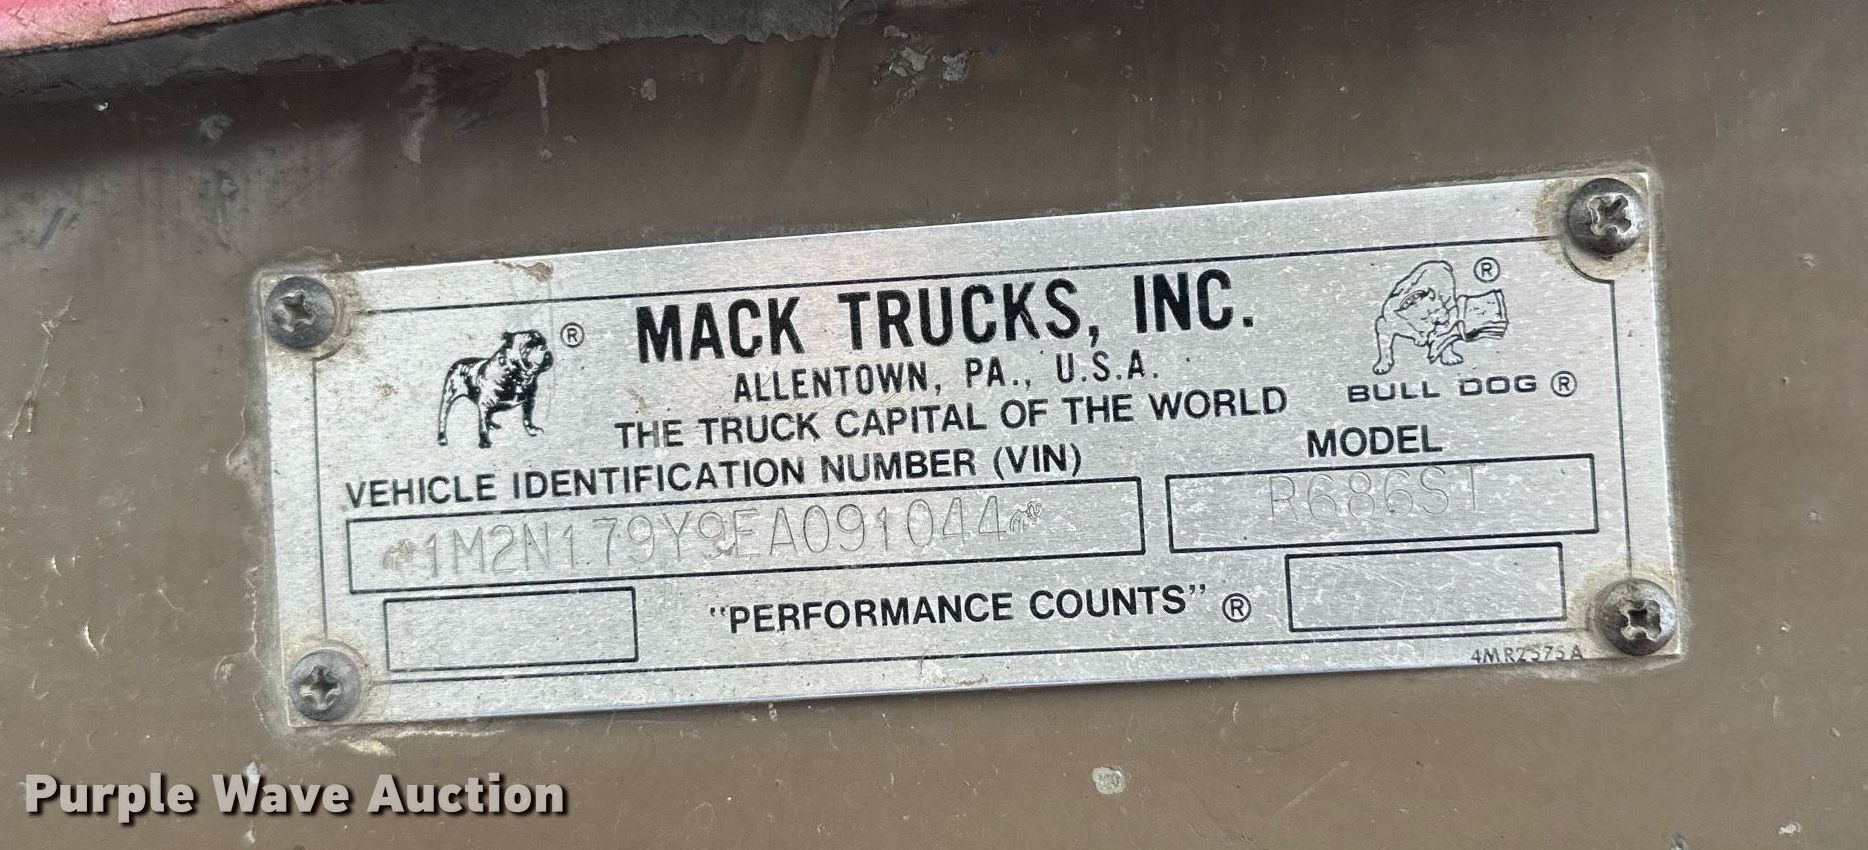 MACK TRUCKS, INC.
ALLENTOWN, PA., U.S.A.
THE TRUCK CAPITAL OF THE WORLD
®
®
BULL DOG ®
VEHICLE IDENTIFICATION NUMBER (VIN)
MODEL
1M2N179Y9EA091044
R686ST
"PERFORMANCE COUNTS" ®
4MR2575A
Purple Wave Auction